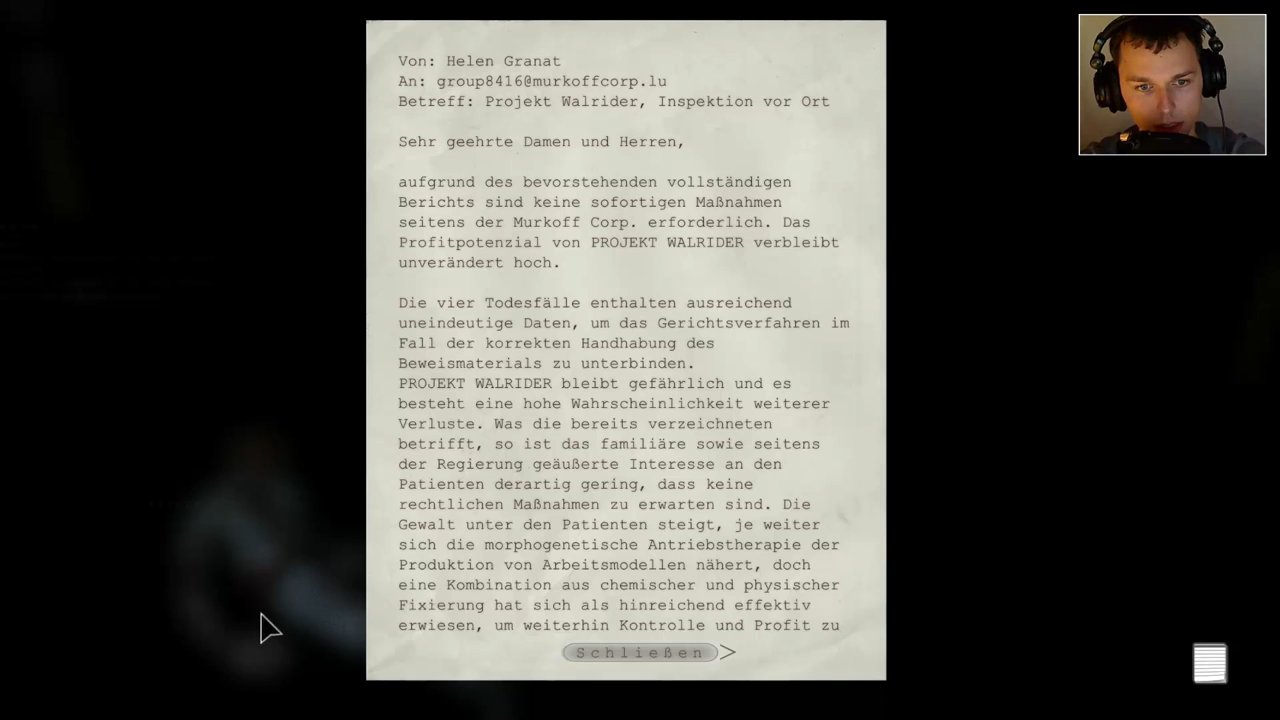 Von: Helen Granat
An: group8416@murkoffcorp.lu
Betreff: Projekt Walrider, Inspektion vor Ort
Sehr geehrte Damen und Herren,
aufgrund des bevorstehenden vollständigen
Berichts sind keine sofortigen Maßnahmen
seitens der Murkoff Corp. erforderlich. Das
Profitpotenzial von PROJEKT WALRIDER verbleibt
unverändert hoch.
Die vier Todesfälle enthalten ausreichend
uneindeutige Daten, um das Gerichtsverfahren im
Fall der korrekten Handhabung des
Beweismaterials zu unterbinden.
PROJEKT WALRIDER bleibt gefährlich und es
besteht eine hohe Wahrscheinlichkeit weiterer
Verluste. Was die bereits verzeichneten
betrifft, so ist das familiäre sowie seitens
der Regierung geäußerte Interesse an den
Patienten derartig gering, dass keine
rechtlichen Maßnahmen zu erwarten sind. Die
Gewalt unter den Patienten steigt, je weiter
sich die morphogenetische Antriebstherapie der
Produktion von Arbeitsmodellen nähert, doch
eine Kombination aus chemischer und physischer
Fixierung hat sich als hinreichend effektiv
erwiesen, um weiterhin Kontrolle und Profit zu
Schließen >